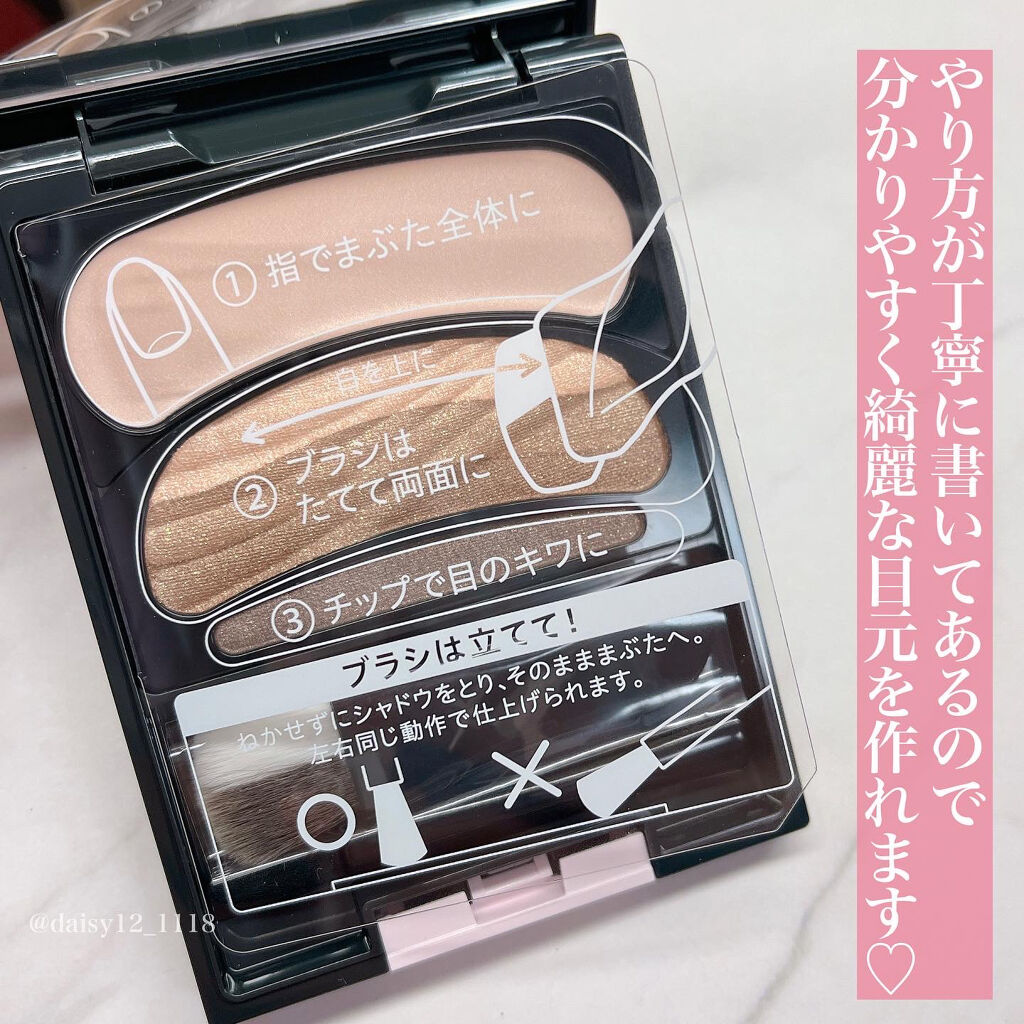 やり方が丁寧に書いてあるので
分かりやすく綺麗な目元を作れます♡
① 指でまぶた全体に
目を上に
② ブラシは
たてて両面に
③ チップで目のキワに
ブラシは立てて！
ねかせずにシャドウをとり、そのまままぶたへ。
左右同じ動作で仕上げられます。
@daisy12_1118